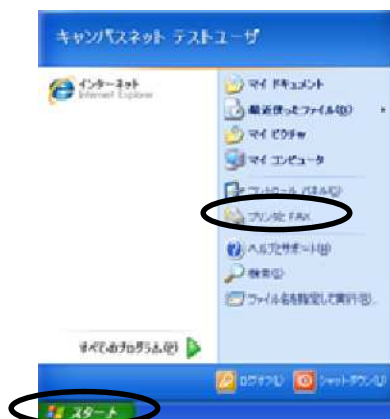 キャンパスネット テストユーザ
インターネット
Internet Explorer
マイ ドキュメント
最近使ったファイル(D)
マイ ピクチャ
マイ コンピュータ
コントロール パネル(C)
プリンタと FAX
ヘルプとサポート(H)
検索(S)
ファイル名を指定して実行(R)...
すべてのプログラム(P)
ログオフ(L)
シャットダウン(U)
スタート